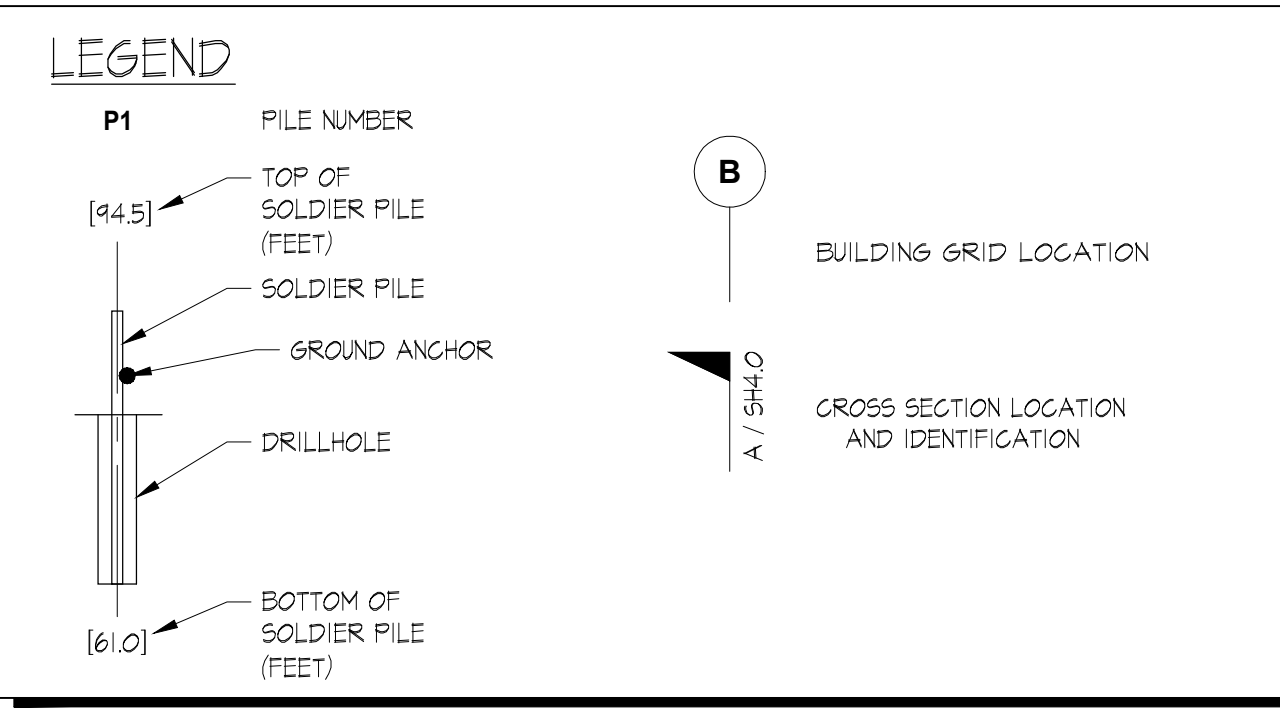 LEGEND
P1
PILE NUMBER
TOP OF
SOLDIER PILE
(FEET)
[94.5]
SOLDIER PILE
GROUND ANCHOR
DRILLHOLE
BOTTOM OF
SOLDIER PILE
(FEET)
[61.0]
B
BUILDING GRID LOCATION
A / SH4.0
CROSS SECTION LOCATION
AND IDENTIFICATION